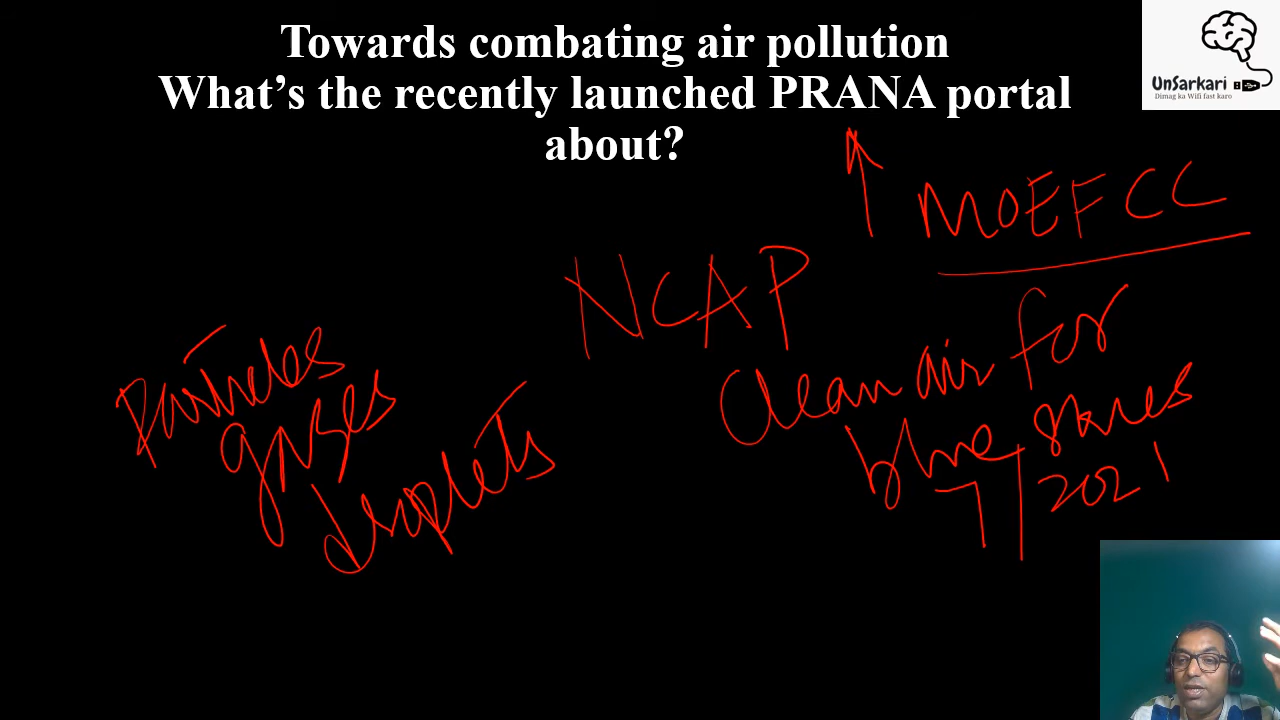 Towards combating air pollution
What's the recently launched PRANA portal
about?
UnSarkari
Dimag ka Wifi fast karo
MOEFCC
NCAP
Clean air for
blue skies
7/2021
Particles
gases
droplets